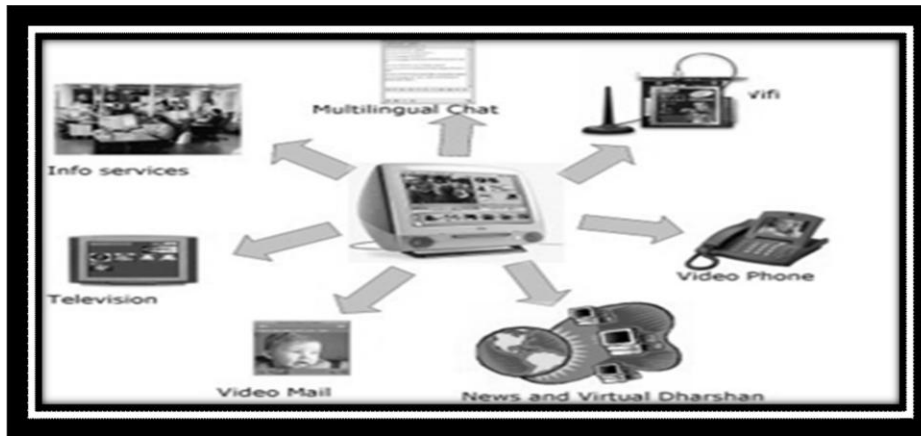 Multilingual Chat
Vifi
Info services
Video Phone
Television
Video Mail
News and Virtual Dharshan